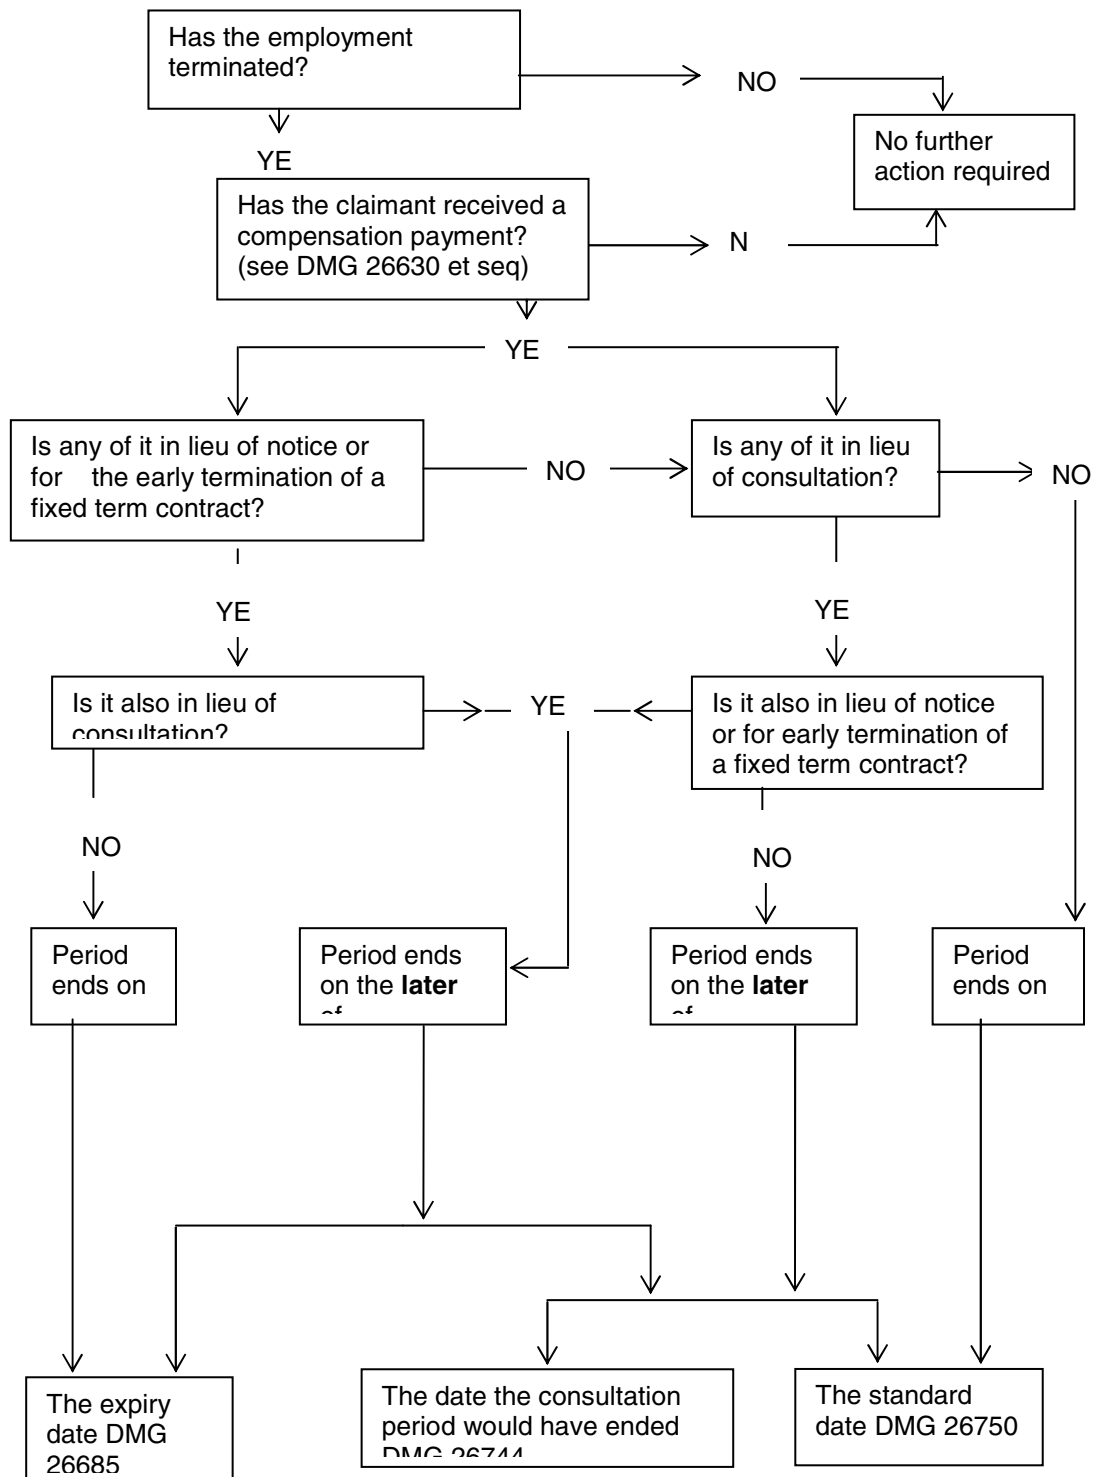 Has the employment
terminated?
NO
No further
action required
YE
Has the claimant received a
compensation payment?
(see DMG 26630 et seq)
N
YE
Is any of it in lieu of notice or
for the early termination of a
fixed term contract?
NO
Is any of it in lieu
of consultation?
NO
YE
YE
Is it also in lieu of
consultation?
YE
Is it also in lieu of notice
or for early termination of
a fixed term contract?
NO
NO
Period
ends on
Period ends
on the later
of
Period ends
on the later
of
Period
ends on
The expiry
date DMG
26685
The date the consultation
period would have ended
DMG 26744
The standard
date DMG 26750